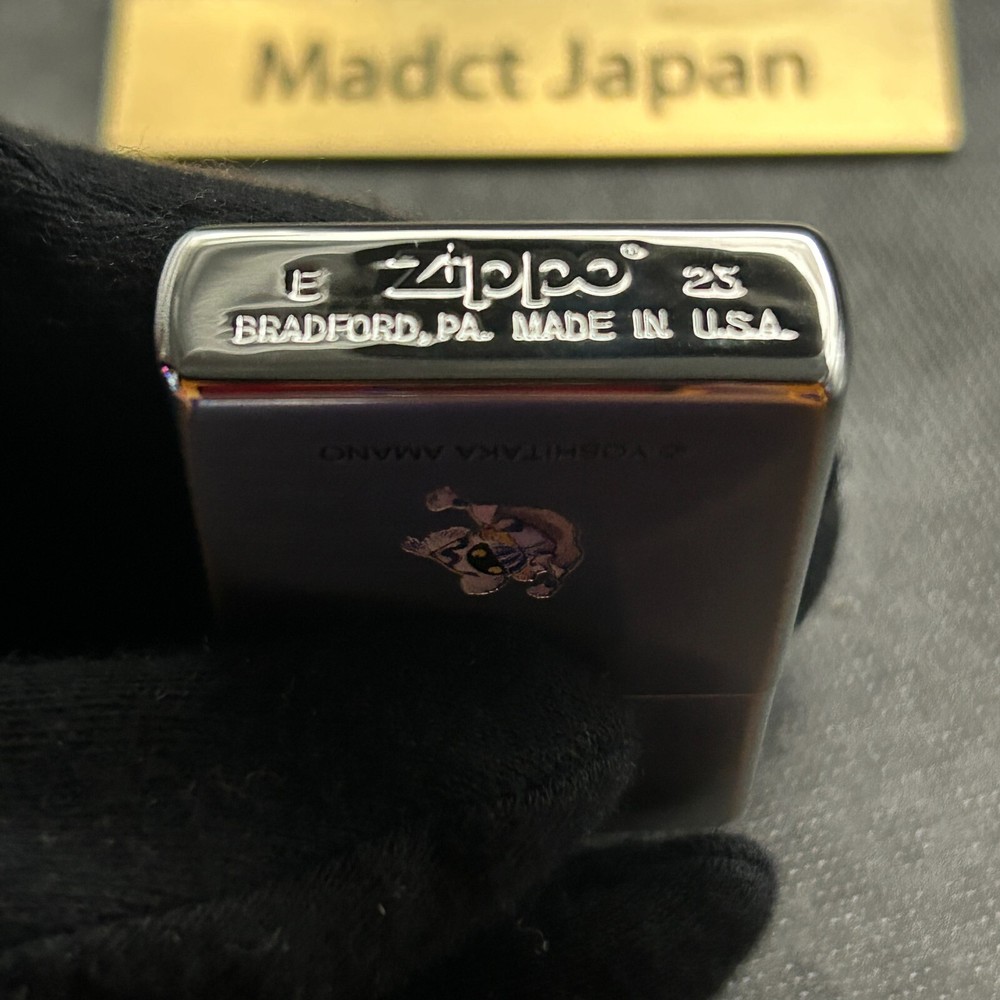 Madct Japan
E Zippo® 25
BRADFORD, PA. MADE IN U.S.A.
© YOSHITAKA AMANO